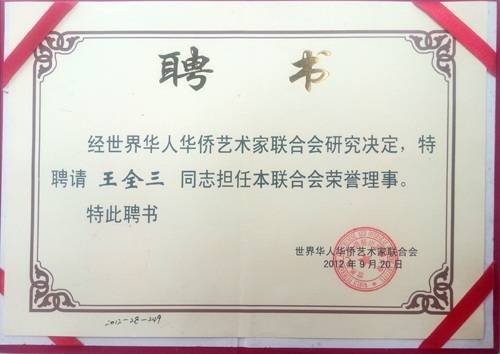 聘书
经世界华人华侨艺术家联合会研究决定，特
聘请 王全三 同志担任本联合会荣誉理事。
特此聘书
世界华人华侨艺术家联合会
2012年9月20日
2012-28-249